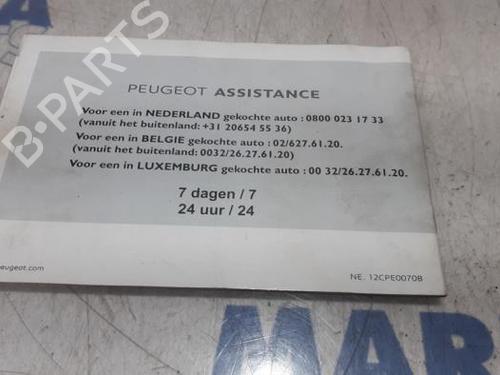 B-PARTS
PEUGEOT ASSISTANCE
Voor een in NEDERLAND gekochte auto : 0800 023 17 33
(vanuit het buitenland: +31 20654 55 36)
Voor een in BELGIE gekochte auto : 02/627.61.20.
(vanuit het buitenland: 0032/26.27.61.20)
Voor een in LUXEMBURG gekochte auto : 00 32/26.27.61.20.
7 dagen / 7
24 uur / 24
eugeot.com
NE. 12CPE0070B
MAR